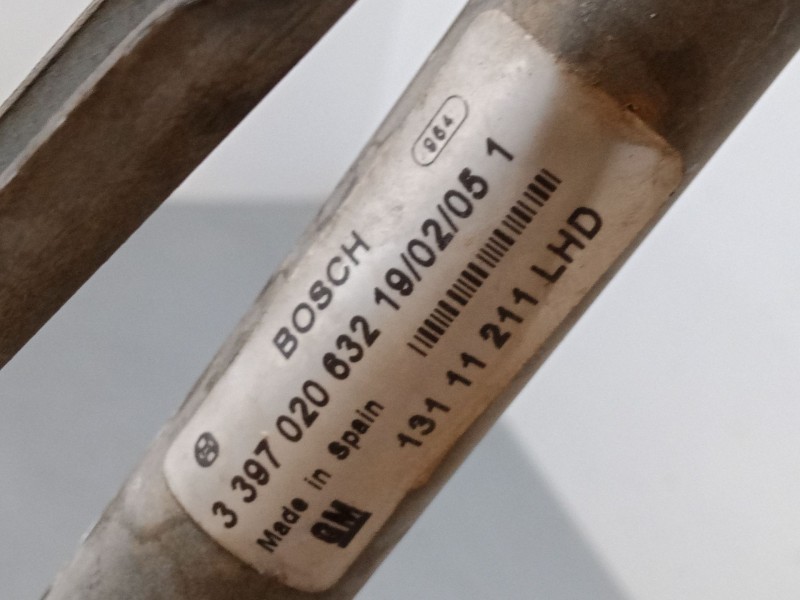 964
BOSCH
3 397 020 632 19/02/05 1
Made in Spain
131 11 211 LHD
GM